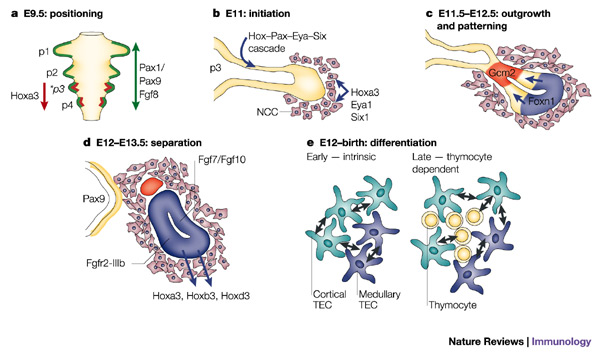 a E9.5: positioning
p1
p2
*p3
p4
Hoxa3
Pax1/
Pax9
Fgf8
b E11: initiation
Hox–Pax–Eya–Six
cascade
p3
NCC
Hoxa3
Eya1
Six1
c E11.5–E12.5: outgrowth
and patterning
Gcm2
Foxn1
d E12–E13.5: separation
Fgf7/Fgf10
Pax9
Fgfr2-IIIb
Hoxa3, Hoxb3, Hoxd3
e E12–birth: differentiation
Early — intrinsic
Late — thymocyte
dependent
Cortical
TEC
Medullary
TEC
Thymocyte
Nature Reviews | Immunology